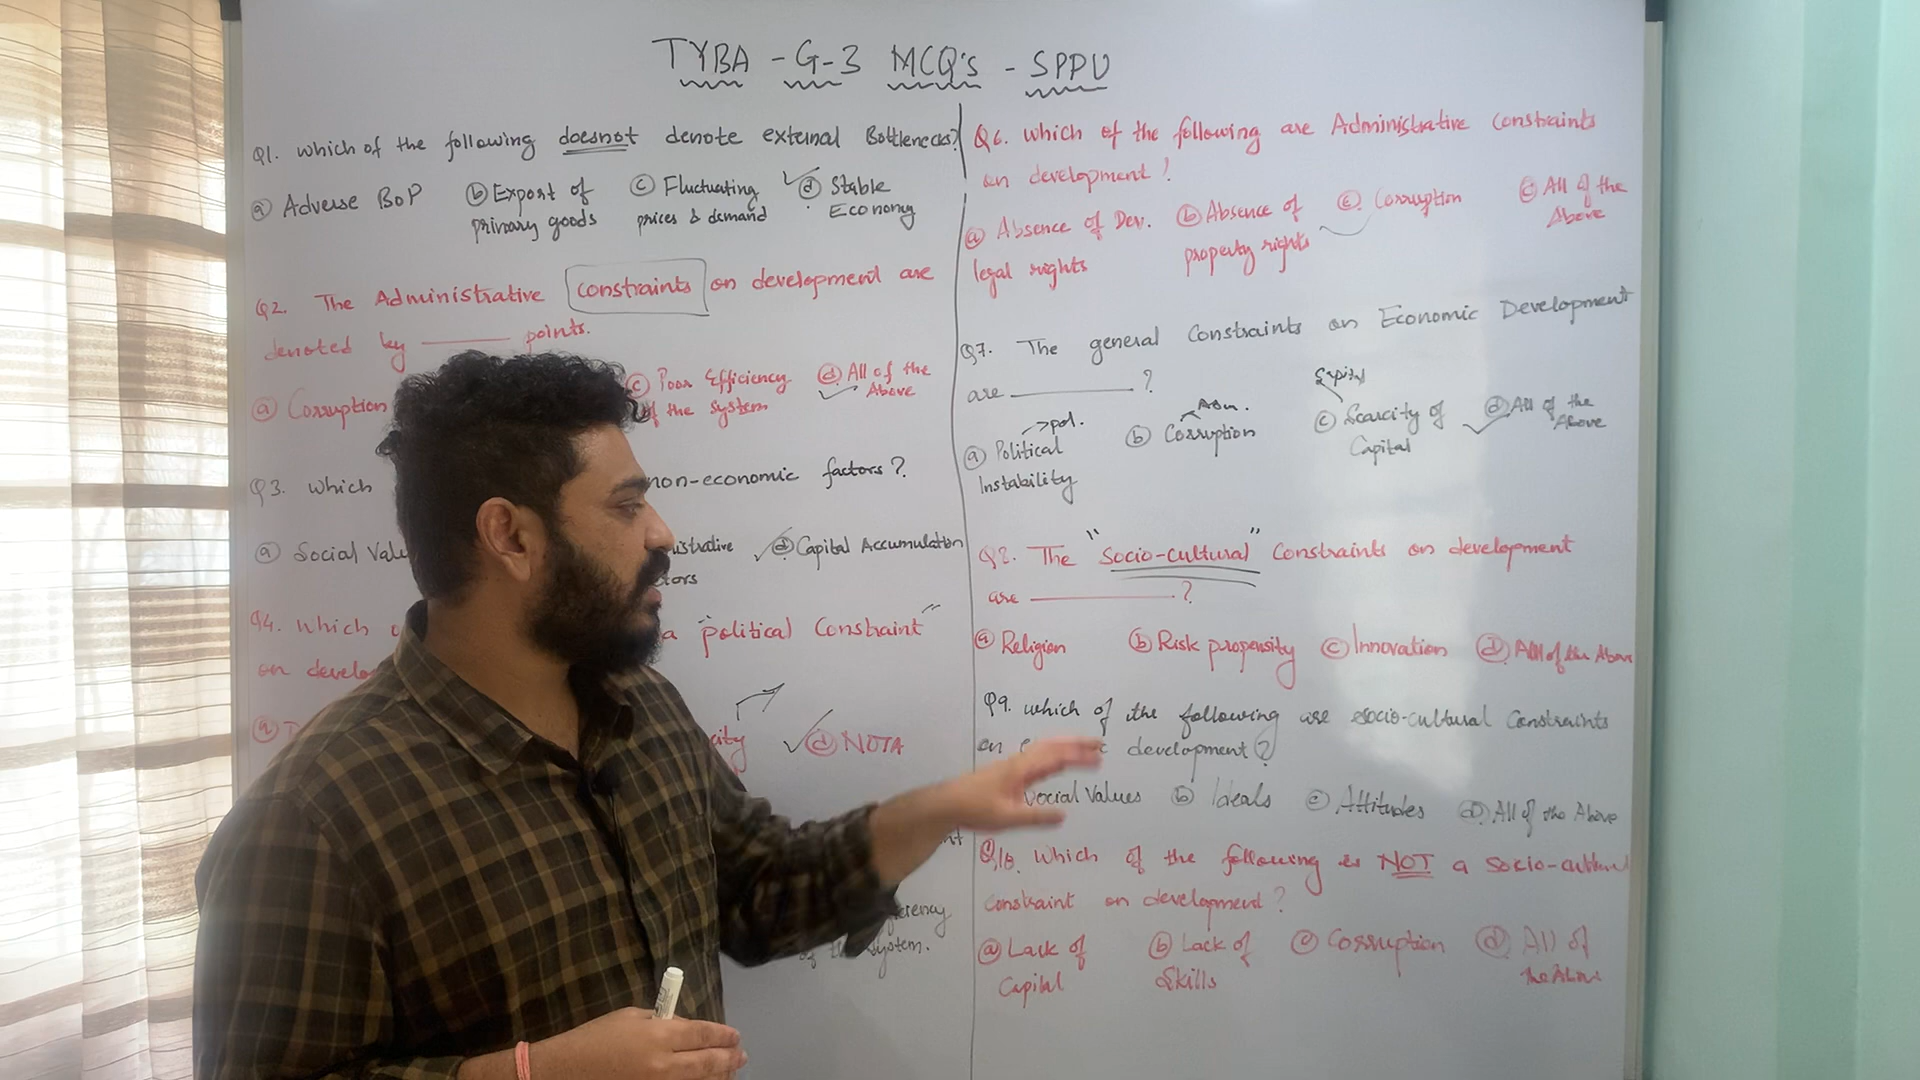 TYBA - G-3 MCQ's - SPPU
Q1. Which of the following doesnot denote external Bottlenecks?
(a) Adverse BoP (b) Export of primary goods (c) Fluctuating prices & demand (d) Stable Economy
Q2. The Administrative constraints on development are
denoted by ______ points.
(a) Corruption (c) Poor Efficiency of the system (d) All of the Above
Q3. Which non-economic factors?
(a) Social Valu istrative tors (d) Capital Accumulation
Q4. Which a "political Constraint"
on develo
(a) city (d) NOTA
of the system.
Q6. Which of the following are Administrative Constraints
on development?
(a) Absence of Dev. legal rights (b) Absence of property rights (c) Corruption (c) All of the Above
Q7. The general Constraints on Economic Development
are ______ ?
(a) Political Instability pol. (b) Corruption Adm. (c) Scarcity of Capital Capital (d) All of the Above
Q8. The "Socio-cultural" Constraints on development
are ______ ?
(a) Religion (b) Risk propensity (c) Innovation (d) All of the Above
Q9. Which of the following are socio-cultural Constraints
on development?
Social Values (b) Ideals (c) Attitudes (d) All of the Above
Q10. Which of the following is NOT a Socio-cultural
Constraint on development?
(a) Lack of Capital (b) Lack of Skills (c) Corruption (d) All of the Above